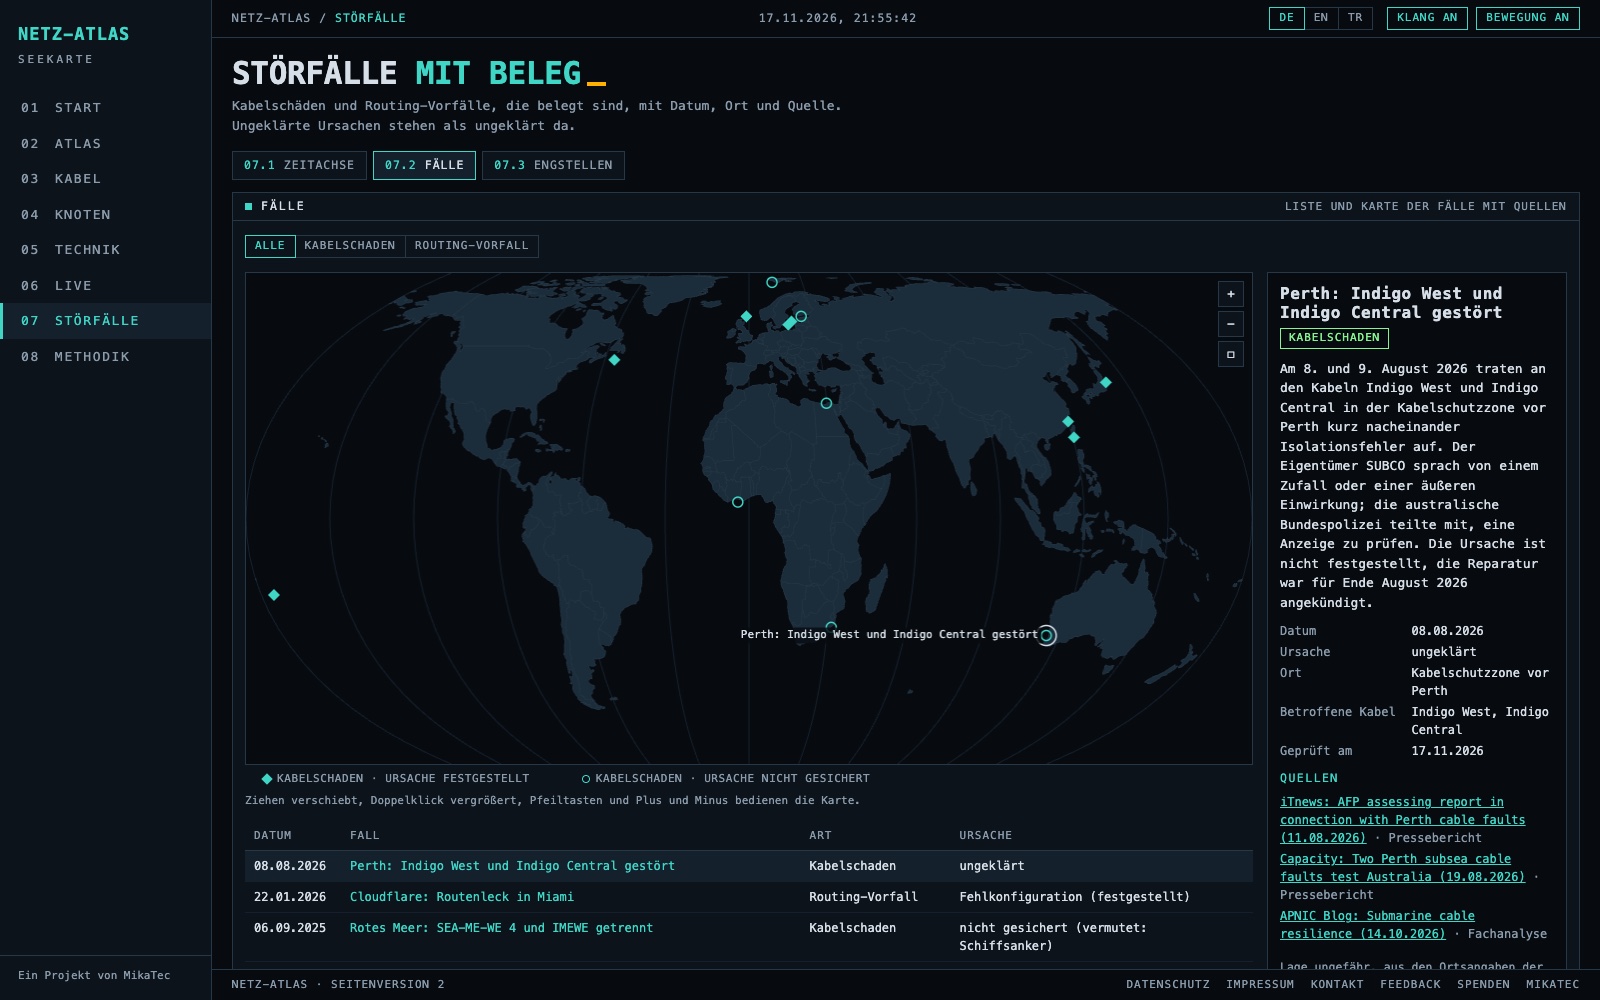 NETZ-ATLAS
SEEKARTE
01 START
02 ATLAS
03 KABEL
04 KNOTEN
05 TECHNIK
06 LIVE
07 STÖRFÄLLE
08 METHODIK
Ein Projekt von MikaTec
NETZ-ATLAS / STÖRFÄLLE
17.11.2026, 21:55:42
DE EN TR KLANG AN BEWEGUNG AN
STÖRFÄLLE MIT BELEG_
Kabelschäden und Routing-Vorfälle, die belegt sind, mit Datum, Ort und Quelle.
Ungeklärte Ursachen stehen als ungeklärt da.
07.1 ZEITACHSE 07.2 FÄLLE 07.3 ENGSTELLEN
FÄLLE
LISTE UND KARTE DER FÄLLE MIT QUELLEN
ALLE KABELSCHADEN ROUTING-VORFALL
+
−
Perth: Indigo West und Indigo Central gestört
KABELSCHADEN · URSACHE FESTGESTELLT
KABELSCHADEN · URSACHE NICHT GESICHERT
Ziehen verschiebt, Doppelklick vergrößert, Pfeiltasten und Plus und Minus bedienen die Karte.
DATUM FALL ART URSACHE
08.08.2026 Perth: Indigo West und Indigo Central gestört Kabelschaden ungeklärt
22.01.2026 Cloudflare: Routenleck in Miami Routing-Vorfall Fehlkonfiguration (festgestellt)
06.09.2025 Rotes Meer: SEA-ME-WE 4 und IMEWE getrennt Kabelschaden nicht gesichert (vermutet:
Schiffsanker)
Perth: Indigo West und
Indigo Central gestört
KABELSCHADEN
Am 8. und 9. August 2026 traten an
den Kabeln Indigo West und Indigo
Central in der Kabelschutzzone vor
Perth kurz nacheinander
Isolationsfehler auf. Der
Eigentümer SUBCO sprach von einem
Zufall oder einer äußeren
Einwirkung; die australische
Bundespolizei teilte mit, eine
Anzeige zu prüfen. Die Ursache ist
nicht festgestellt, die Reparatur
war für Ende August 2026
angekündigt.
Datum 08.08.2026
Ursache ungeklärt
Ort Kabelschutzzone vor
Perth
Betroffene Kabel Indigo West, Indigo
Central
Geprüft am 17.11.2026
QUELLEN
iTnews: AFP assessing report in
connection with Perth cable faults
(11.08.2026) · Pressebericht
Capacity: Two Perth subsea cable
faults test Australia (19.08.2026) ·
Pressebericht
APNIC Blog: Submarine cable
resilience (14.10.2026) · Fachanalyse
Lage ungefähr, aus den Ortsangaben der
NETZ-ATLAS · SEITENVERSION 2
DATENSCHUTZ IMPRESSUM KONTAKT FEEDBACK SPENDEN MIKATEC